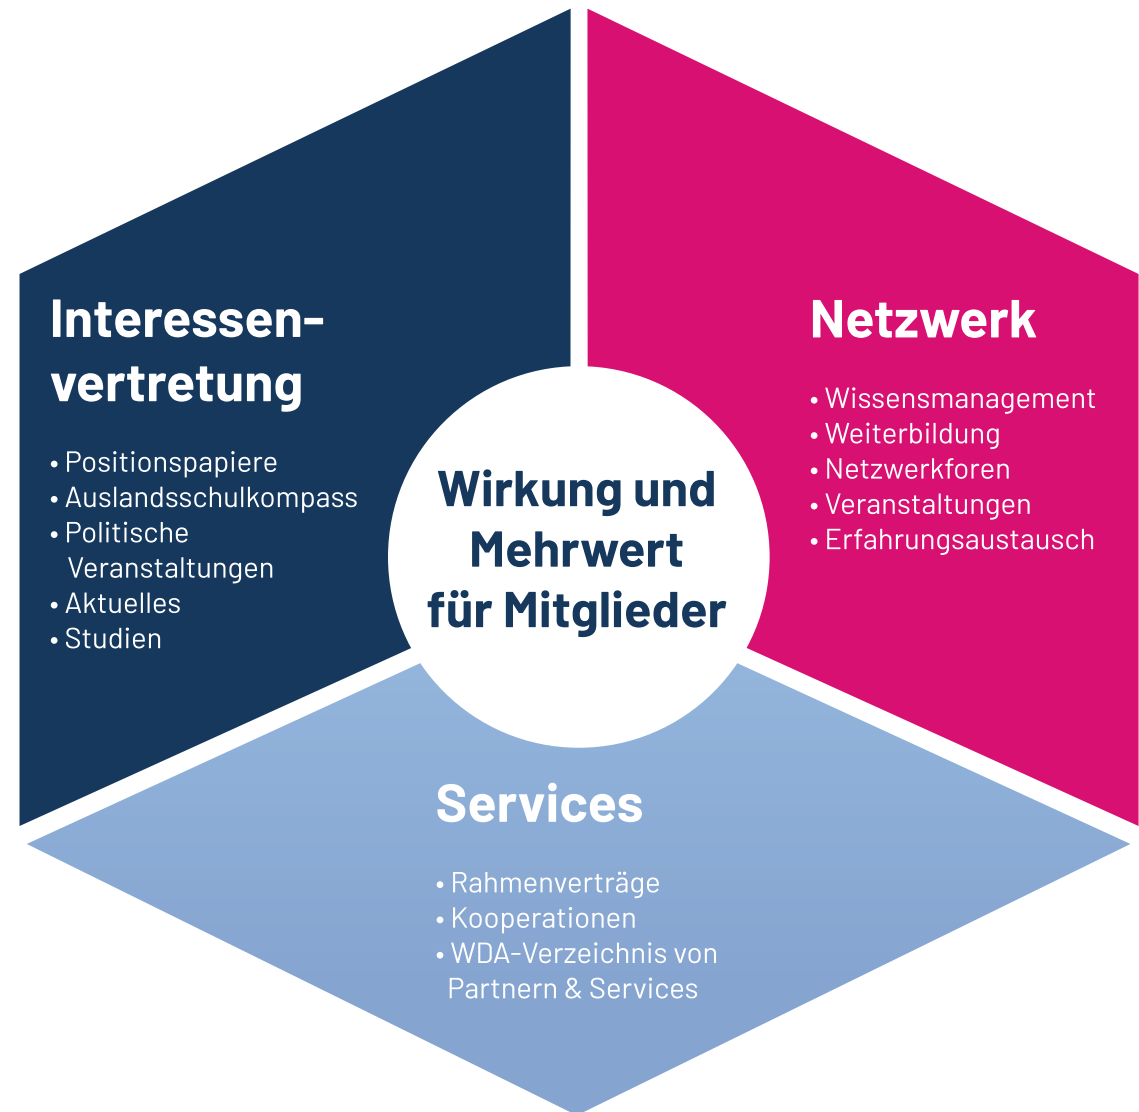 Interessen-
vertretung
• Positionspapiere
• Auslandsschulkompass
• Politische
Veranstaltungen
• Aktuelles
• Studien
Netzwerk
• Wissensmanagement
• Weiterbildung
• Netzwerkforen
• Veranstaltungen
• Erfahrungsaustausch
Wirkung und
Mehrwert
für Mitglieder
Services
• Rahmenverträge
• Kooperationen
• WDA-Verzeichnis von
Partnern & Services